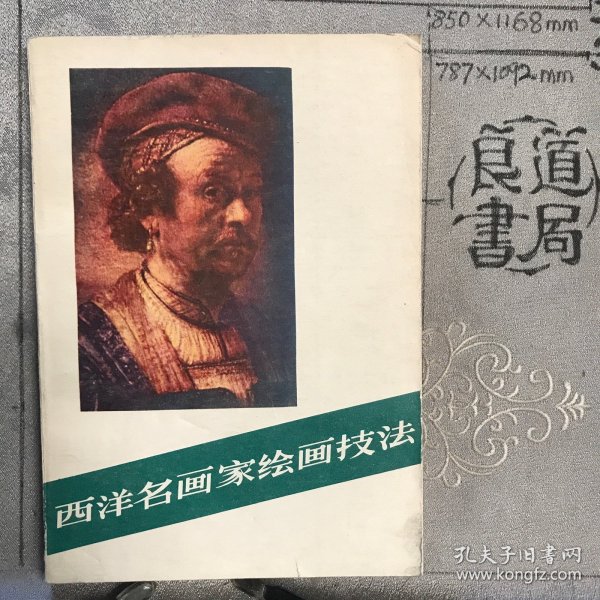 850×1168mm
787×1092mm
良道
書局
西洋名画家绘画技法
孔夫子旧书网
www.kongfz.com